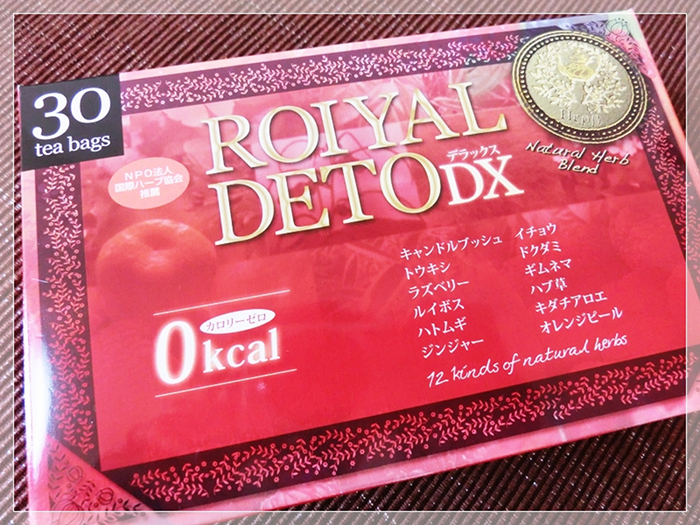 30
tea bags
NPO法人
国際ハーブ協会
推薦
ROIYAL
デラックス
DETODX
Natural Herb
Blend
キャンドルブッシュ イチョウ
トウキシ ドクダミ
ラズベリー ギムネマ
ルイボス ハブ草
ハトムギ キダチアロエ
ジンジャー オレンジピール
12 kinds of natural herbs
カロリーゼロ
0kcal